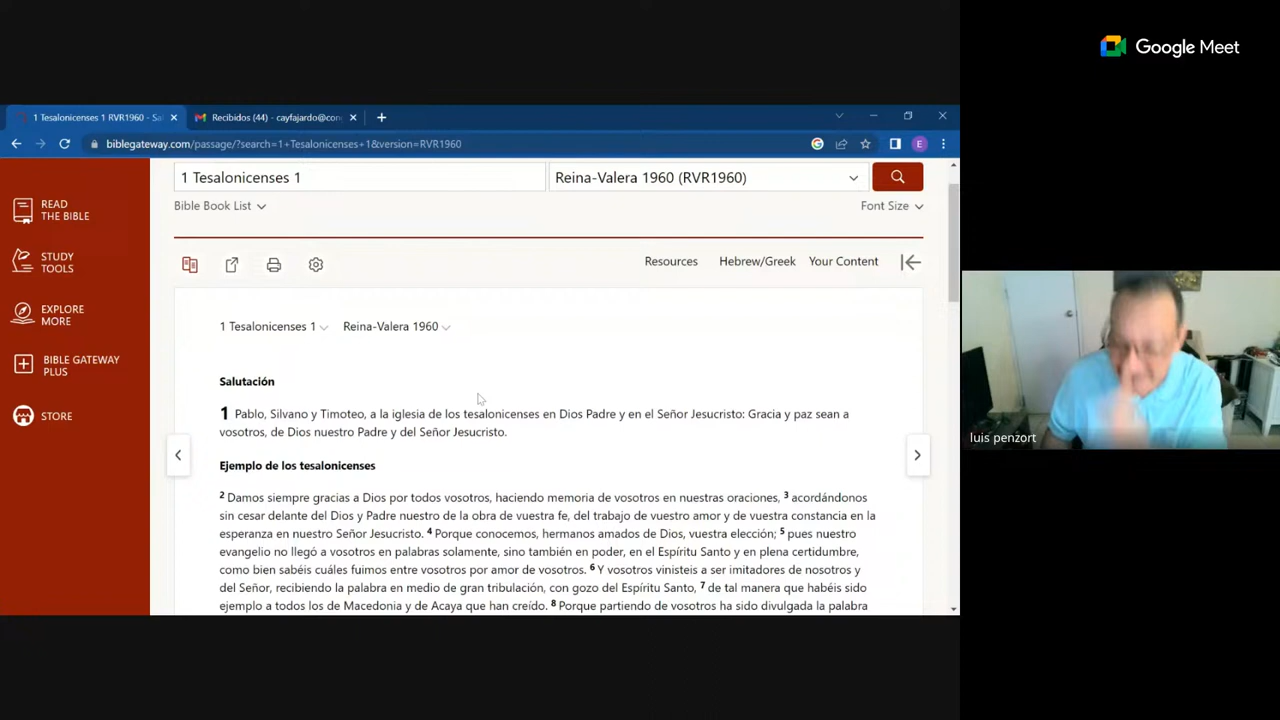 Google Meet
1 Tesalonicenses 1 RVR1960 - Sal
Recibidos (44) - cayfajardo@con
biblegateway.com/passage/?search=1+Tesalonicenses+1&version=RVR1960
E
1 Tesalonicenses 1
Reina-Valera 1960 (RVR1960)
Bible Book List
Font Size
READ
THE BIBLE
STUDY
TOOLS
EXPLORE
MORE
BIBLE GATEWAY
PLUS
STORE
Resources
Hebrew/Greek
Your Content
1 Tesalonicenses 1
Reina-Valera 1960
Salutación
1 Pablo, Silvano y Timoteo, a la iglesia de los tesalonicenses en Dios Padre y en el Señor Jesucristo: Gracia y paz sean a
vosotros, de Dios nuestro Padre y del Señor Jesucristo.
Ejemplo de los tesalonicenses
2 Damos siempre gracias a Dios por todos vosotros, haciendo memoria de vosotros en nuestras oraciones, 3 acordándonos
sin cesar delante del Dios y Padre nuestro de la obra de vuestra fe, del trabajo de vuestro amor y de vuestra constancia en la
esperanza en nuestro Señor Jesucristo. 4 Porque conocemos, hermanos amados de Dios, vuestra elección; 5 pues nuestro
evangelio no llegó a vosotros en palabras solamente, sino también en poder, en el Espíritu Santo y en plena certidumbre,
como bien sabéis cuáles fuimos entre vosotros por amor de vosotros. 6 Y vosotros vinisteis a ser imitadores de nosotros y
del Señor, recibiendo la palabra en medio de gran tribulación, con gozo del Espíritu Santo, 7 de tal manera que habéis sido
ejemplo a todos los de Macedonia y de Acaya que han creído. 8 Porque partiendo de vosotros ha sido divulgada la palabra
luis penzort